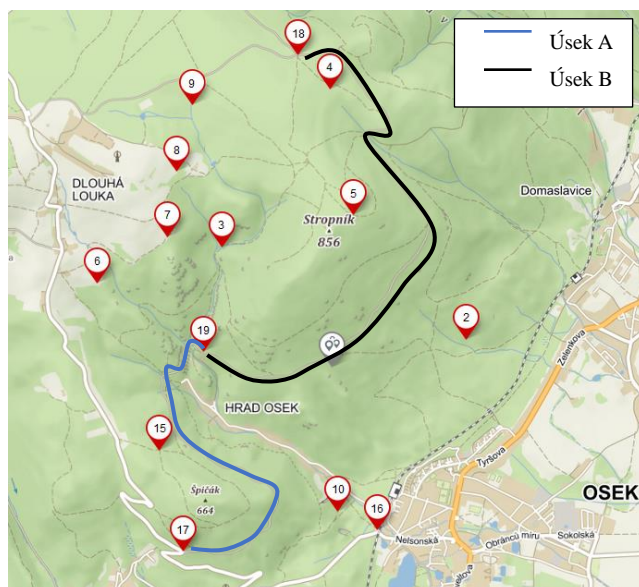 18
Úsek A
4
Úsek B
9
8
DLOUHÁ
LOUKA
Domaslavice
5
7
3
Stropník
856
6
2
19
Zelenkova
HRAD OSEK
15
Tyršova
Špičák
664
10
16
OSEK
17
Nelsonská
Obránců míru
Sokolská